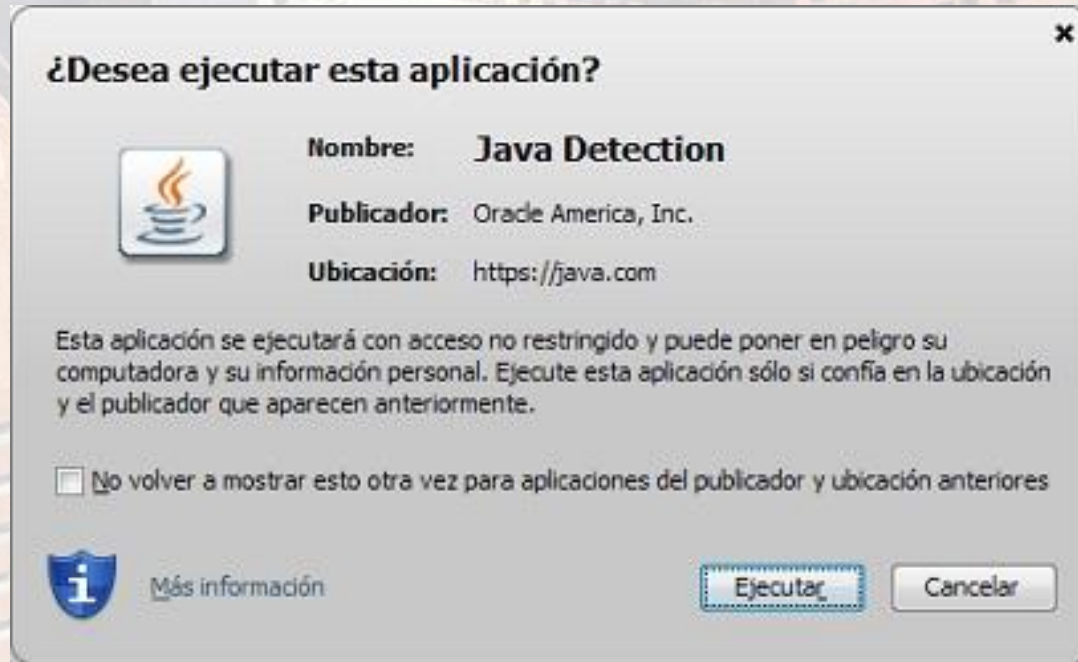 ¿Desea ejecutar esta aplicación?
Nombre: Java Detection
Publicador: Oracle America, Inc.
Ubicación: https://java.com
Esta aplicación se ejecutará con acceso no restringido y puede poner en peligro su
computadora y su información personal. Ejecute esta aplicación sólo si confía en la ubicación
y el publicador que aparecen anteriormente.
No volver a mostrar esto otra vez para aplicaciones del publicador y ubicación anteriores
Más información
Ejecutar
Cancelar